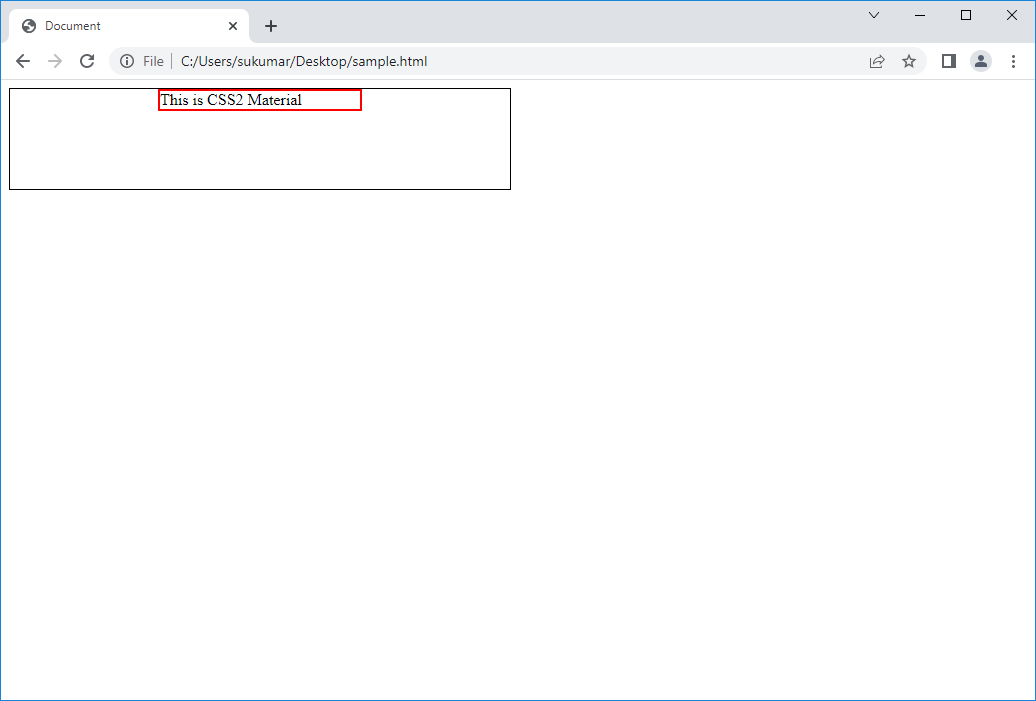 Document
File
C:/Users/sukumar/Desktop/sample.html
This is CSS2 Material